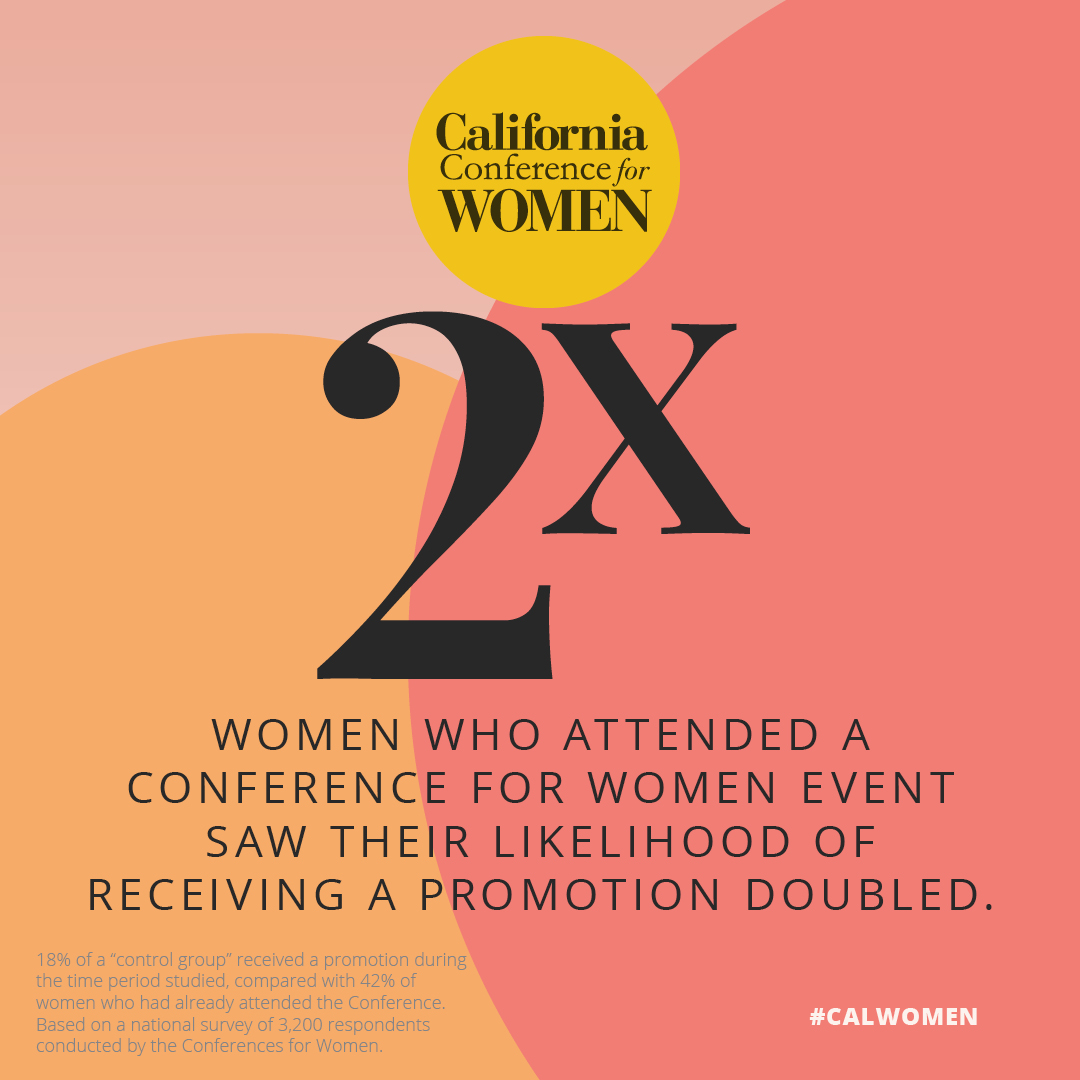 California
Conference for
WOMEN
2X
WOMEN WHO ATTENDED A
CONFERENCE FOR WOMEN EVENT
SAW THEIR LIKELIHOOD OF
RECEIVING A PROMOTION DOUBLED.
18% of a “control group” received a promotion during
the time period studied, compared with 42% of
women who had already attended the Conference.
Based on a national survey of 3,200 respondents
conducted by the Conferences for Women.
#CALWOMEN